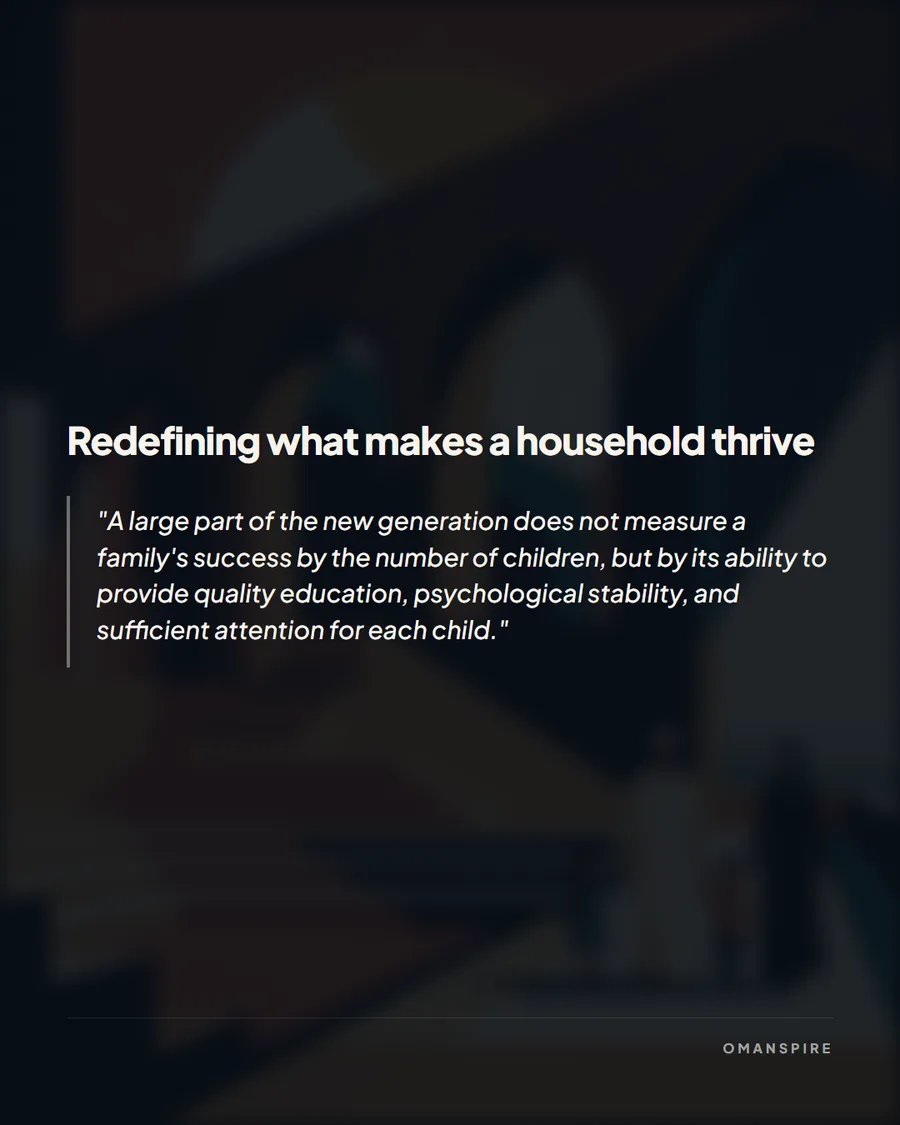 Redefining what makes a household thrive
"A large part of the new generation does not measure a
family's success by the number of children, but by its ability to
provide quality education, psychological stability, and
sufficient attention for each child."
OMANSPIRE